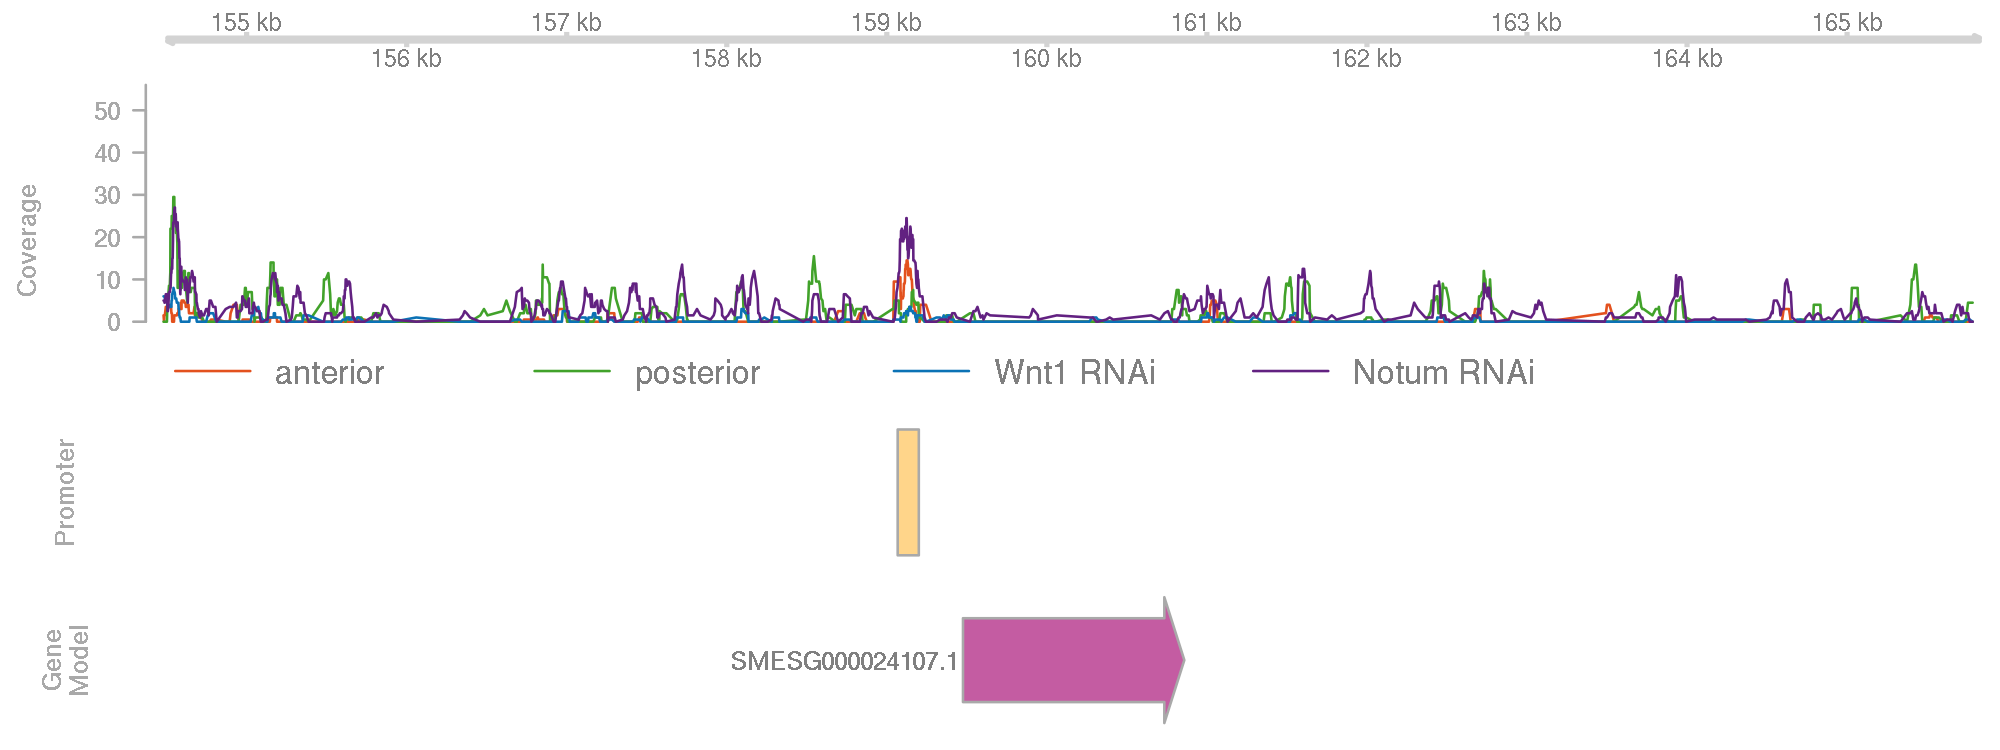 155 kb 157 kb 159 kb 161 kb 163 kb 165 kb
156 kb 158 kb 160 kb 162 kb 164 kb
Coverage
50
40
30
20
10
0
anterior posterior Wnt1 RNAi Notum RNAi
Promoter
Gene
Model
SMESG000024107.1